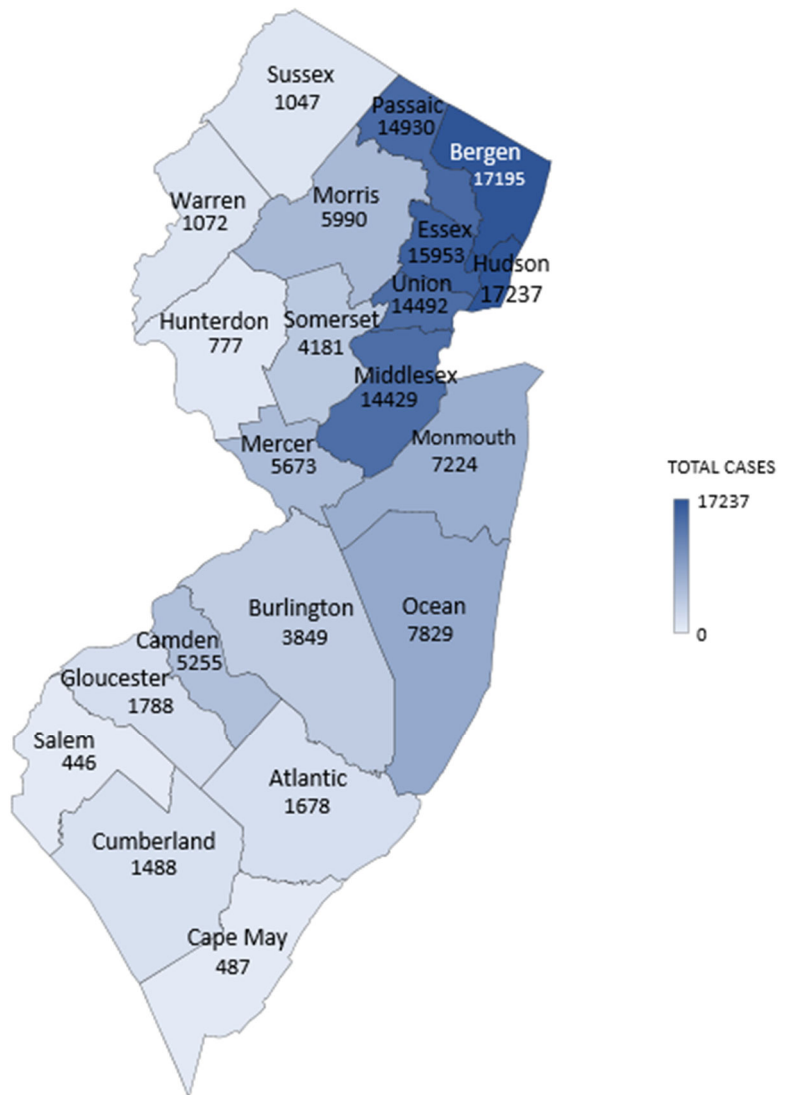 Sussex
1047
Passaic
14930
Bergen
17195
Warren
1072
Morris
5990
Essex
15953
Hudson
17237
Union
14492
Hunterdon
777
Somerset
4181
Middlesex
14429
Mercer
5673
Monmouth
7224
TOTAL CASES
17237
0
Burlington
3849
Ocean
7829
Camden
5255
Gloucester
1788
Salem
446
Atlantic
1678
Cumberland
1488
Cape May
487